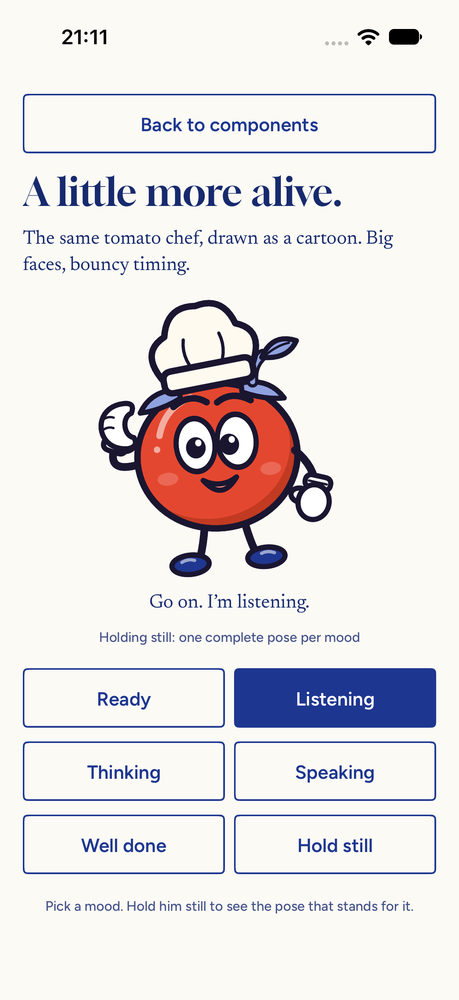 21:11
Back to components
A little more alive.
The same tomato chef, drawn as a cartoon. Big
faces, bouncy timing.
Go on. I’m listening.
Holding still: one complete pose per mood
Ready
Listening
Thinking
Speaking
Well done
Hold still
Pick a mood. Hold him still to see the pose that stands for it.